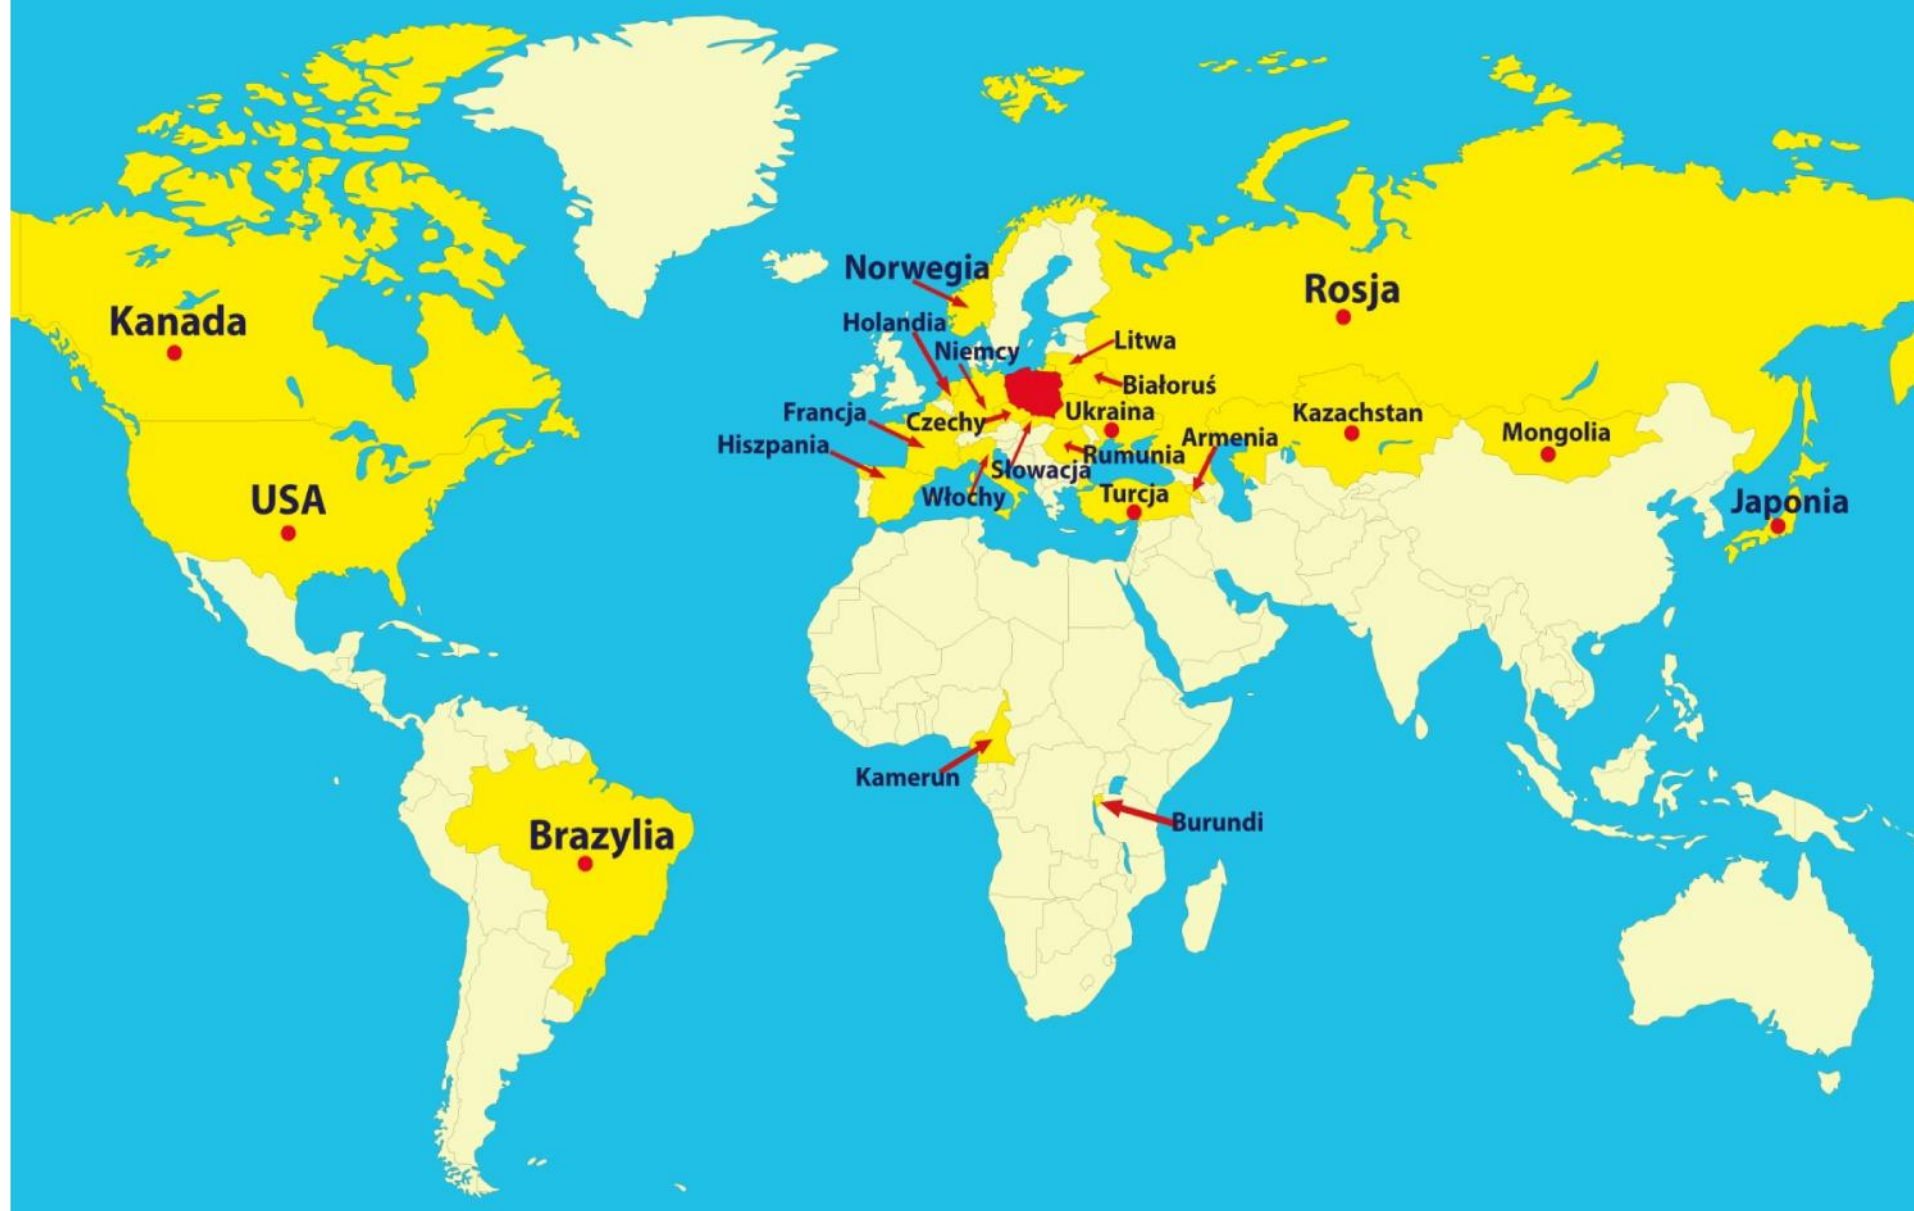 Norwegia
Rosja
Kanada
Holandia
Litwa
Niemcy
Białoruś
Francja
Ukraina
Kazachstan
Czechy
Mongolia
Armenia
Hiszpania
Rumunia
Słowacja
Włochy
Turcja
USA
Japonia
Kamerun
Burundi
Brazylia